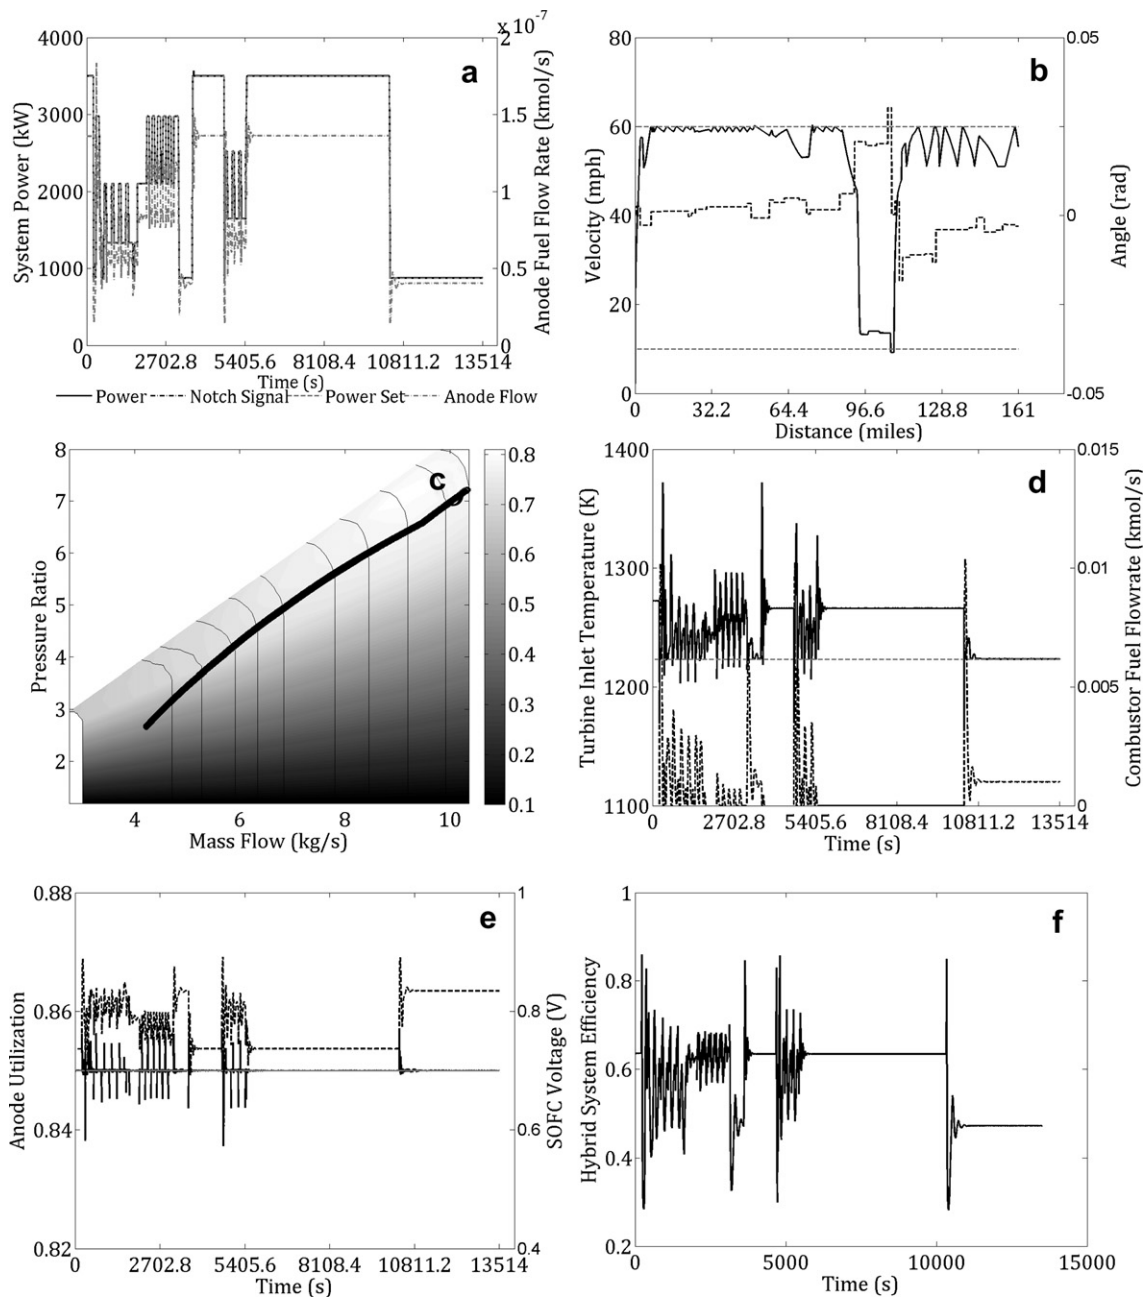 x 10^-7
4000
3000
2000
1000
0
System Power (kW)
a
2
1.5
1
0.5
0
Anode Fuel Flow Rate (kmol/s)
0 2702.8 5405.6 8108.4 10811.2 13514
Time (s)
Power Notch Signal Power Set Anode Flow
80
60
40
20
0
Velocity (mph)
b
0.05
0
-0.05
Angle (rad)
0 32.2 64.4 96.6 128.8 161
Distance (miles)
8
7
6
5
4
3
2
Pressure Ratio
c
0.8
0.7
0.6
0.5
0.4
0.3
0.2
0.1
4 6 8 10
Mass Flow (kg/s)
1400
1300
1200
1100
Turbine Inlet Temperature (K)
d
0.015
0.01
0.005
0
Combustor Fuel Flowrate (kmol/s)
0 2702.8 5405.6 8108.4 10811.2 13514
Time (s)
0.88
0.86
0.84
0.82
Anode Utilization
e
1
0.8
0.6
0.4
SOFC Voltage (V)
0 2702.8 5405.6 8108.4 10811.2 13514
Time (s)
1
0.8
0.6
0.4
0.2
Hybrid System Efficiency
f
0 5000 10000 15000
Time (s)